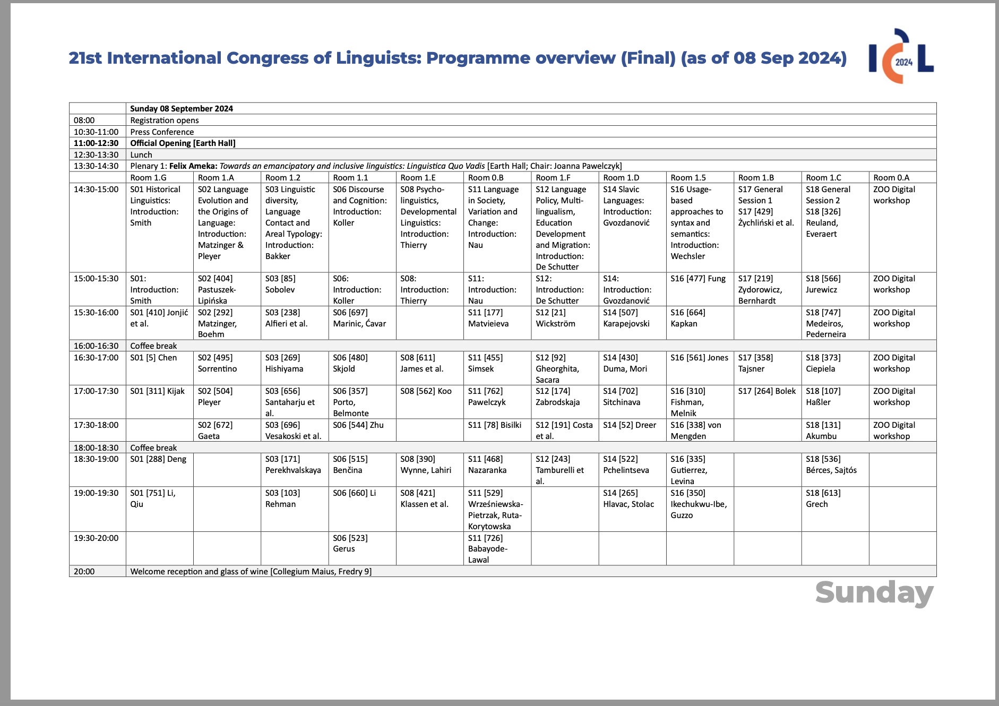 21st International Congress of Linguists: Programme overview (Final) (as of 08 Sep 2024)
ICL
2024
Sunday 08 September 2024
08:00 Registration opens
10:30-11:00 Press Conference
11:00-12:30 Official Opening [Earth Hall]
12:30-13:30 Lunch
13:30-14:30 Plenary 1: Felix Ameka: Towards an emancipatory and inclusive linguistics: Linguistica Quo Vadis [Earth Hall; Chair: Joanna Pawelczyk]
Room 1.G
Room 1.A
Room 1.2
Room 1.1
Room 1.E
Room 0.B
Room 1.F
Room 1.D
Room 1.5
Room 1.B
Room 1.C
Room 0.A
14:30-15:00
S01 Historical
Linguistics:
Introduction:
Smith
S02 Language
Evolution and
the Origins of
Language:
Introduction:
Matzinger &
Pleyer
S03 Linguistic
diversity,
Language
Contact and
Areal Typology:
Introduction:
Bakker
S06 Discourse
and Cognition:
Introduction:
Koller
S08 Psycho-
linguistics,
Developmental
Linguistics:
Introduction:
Thierry
S11 Language
in Society,
Variation and
Change:
Introduction:
Nau
S12 Language
Policy, Multi-
lingualism,
Education
Development
and Migration:
Introduction:
De Schutter
S14 Slavic
Languages:
Introduction:
Gvozdanović
S16 Usage-
based
approaches to
syntax and
semantics:
Introduction:
Wechsler
S17 General
Session 1
S17 [429]
Żychliński et al.
S18 General
Session 2
S18 [326]
Reuland,
Everaert
ZOO Digital
workshop
15:00-15:30
S01:
Introduction:
Smith
S02 [404]
Pastuszek-
Lipińska
S03 [85]
Sobolev
S06:
Introduction:
Koller
S08:
Introduction:
Thierry
S11:
Introduction:
Nau
S12:
Introduction:
De Schutter
S14:
Introduction:
Gvozdanović
S16 [477] Fung
S17 [219]
Zydorowicz,
Bernhardt
S18 [566]
Jurewicz
ZOO Digital
workshop
15:30-16:00
S01 [410] Jonjić
et al.
S02 [292]
Matzinger,
Boehm
S03 [238]
Alfieri et al.
S06 [697]
Marinic, Ćavar
S11 [177]
Matvieieva
S12 [21]
Wickström
S14 [507]
Karapejovski
S16 [664]
Kapkan
S18 [747]
Medeiros,
Pederneira
ZOO Digital
workshop
16:00-16:30 Coffee break
16:30-17:00
S01 [5] Chen
S02 [495]
Sorrentino
S03 [269]
Hishiyama
S06 [480]
Skjold
S08 [611]
James et al.
S11 [455]
Simsek
S12 [92]
Gheorghita,
Sacara
S14 [430]
Duma, Mori
S16 [561] Jones
S17 [358]
Tajsner
S18 [373]
Ciepiela
ZOO Digital
workshop
17:00-17:30
S01 [311] Kijak
S02 [504]
Pleyer
S03 [656]
Santaharju et
al.
S06 [357]
Porto,
Belmonte
S08 [562] Koo
S11 [762]
Pawelczyk
S12 [174]
Zabrodskaja
S14 [702]
Sitchinava
S16 [310]
Fishman,
Melnik
S17 [264] Bolek
S18 [107]
Haßler
ZOO Digital
workshop
17:30-18:00
S02 [672]
Gaeta
S03 [696]
Vesakoski et al.
S06 [544] Zhu
S11 [78] Bisilki
S12 [191] Costa
et al.
S14 [52] Dreer
S16 [338] von
Mengden
S18 [131]
Akumbu
ZOO Digital
workshop
18:00-18:30 Coffee break
18:30-19:00
S01 [288] Deng
S03 [171]
Perekhvalskaya
S06 [515]
Benčina
S08 [390]
Wynne, Lahiri
S11 [468]
Nazaranka
S12 [243]
Tamburelli et
al.
S14 [522]
Pchelintseva
S16 [335]
Gutierrez,
Levina
S18 [536]
Bérces, Sajtós
19:00-19:30
S01 [751] Li,
Qiu
S03 [103]
Rehman
S06 [660] Li
S08 [421]
Klassen et al.
S11 [529]
Wrześniewska-
Pietrzak, Ruta-
Korytowska
S14 [265]
Hlavac, Stolac
S16 [350]
Ikechukwu-Ibe,
Guzzo
S18 [613]
Grech
19:30-20:00
S06 [523]
Gerus
S11 [726]
Babayode-
Lawal
20:00 Welcome reception and glass of wine [Collegium Maius, Fredry 9]
Sunday